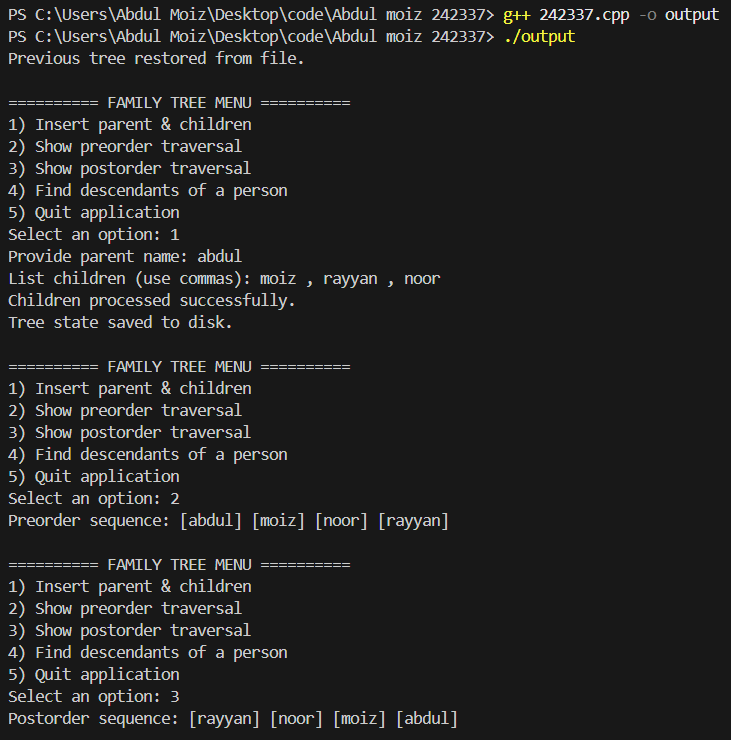 PS C:\Users\Abdul Moiz\Desktop\code\Abdul moiz 242337> g++ 242337.cpp -o output
PS C:\Users\Abdul Moiz\Desktop\code\Abdul moiz 242337> ./output
Previous tree restored from file.

========== FAMILY TREE MENU ==========
1) Insert parent & children
2) Show preorder traversal
3) Show postorder traversal
4) Find descendants of a person
5) Quit application
Select an option: 1
Provide parent name: abdul
List children (use commas): moiz , rayyan , noor
Children processed successfully.
Tree state saved to disk.

========== FAMILY TREE MENU ==========
1) Insert parent & children
2) Show preorder traversal
3) Show postorder traversal
4) Find descendants of a person
5) Quit application
Select an option: 2
Preorder sequence: [abdul] [moiz] [noor] [rayyan]

========== FAMILY TREE MENU ==========
1) Insert parent & children
2) Show preorder traversal
3) Show postorder traversal
4) Find descendants of a person
5) Quit application
Select an option: 3
Postorder sequence: [rayyan] [noor] [moiz] [abdul]